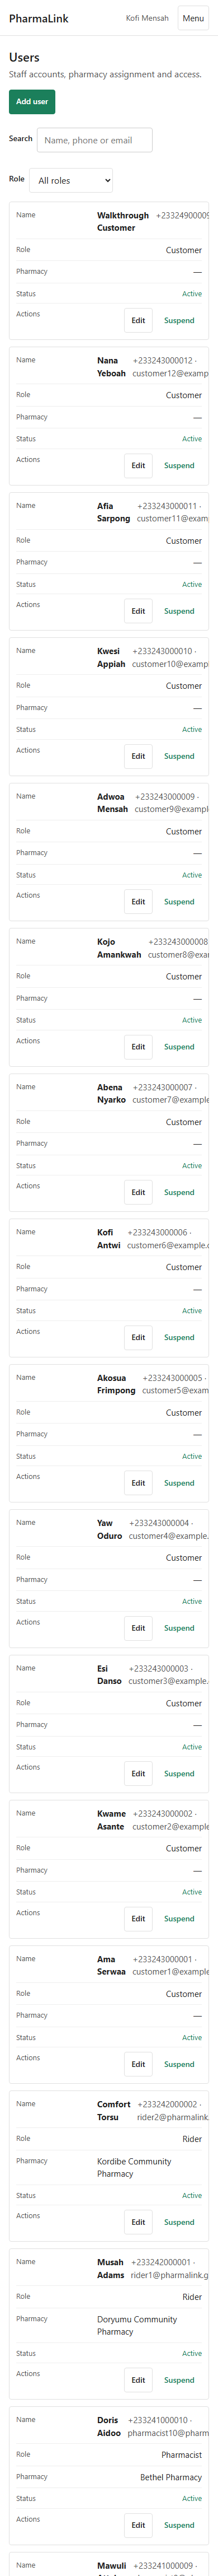 PharmaLink Kofi Mensah Menu
Users
Staff accounts, pharmacy assignment and access.
Add user
Search Name, phone or email
Role All roles
Name Walkthrough +2332490009
Customer
Role Customer
Pharmacy —
Status Active
Actions Edit Suspend
Name Nana +233243000012 ·
Yeboah customer12@examp
Role Customer
Pharmacy —
Status Active
Actions Edit Suspend
Name Afia +233243000011 ·
Sarpong customer11@exam
Role Customer
Pharmacy —
Status Active
Actions Edit Suspend
Name Kwesi +233243000010 ·
Appiah customer10@exampl
Role Customer
Pharmacy —
Status Active
Actions Edit Suspend
Name Adwoa +233243000009 ·
Mensah customer9@exampl
Role Customer
Pharmacy —
Status Active
Actions Edit Suspend
Name Kojo +233243000008
Amankwah customer8@exa
Role Customer
Pharmacy —
Status Active
Actions Edit Suspend
Name Abena +233243000007 ·
Nyarko customer7@example
Role Customer
Pharmacy —
Status Active
Actions Edit Suspend
Name Kofi +233243000006 ·
Antwi customer6@example.c
Role Customer
Pharmacy —
Status Active
Actions Edit Suspend
Name Akosua +233243000005 ·
Frimpong customer5@exam
Role Customer
Pharmacy —
Status Active
Actions Edit Suspend
Name Yaw +233243000004 ·
Oduro customer4@example.
Role Customer
Pharmacy —
Status Active
Actions Edit Suspend
Name Esi +233243000003 ·
Danso customer3@example.
Role Customer
Pharmacy —
Status Active
Actions Edit Suspend
Name Kwame +233243000002 ·
Asante customer2@example
Role Customer
Pharmacy —
Status Active
Actions Edit Suspend
Name Ama +233243000001 ·
Serwaa customer1@example
Role Customer
Pharmacy —
Status Active
Actions Edit Suspend
Name Comfort +233242000002 ·
Torsu rider2@pharmalink.
Role Rider
Pharmacy Kordibe Community
Pharmacy
Status Active
Actions Edit Suspend
Name Musah +233242000001 ·
Adams rider1@pharmalink.g
Role Rider
Pharmacy Doryumu Community
Pharmacy
Status Active
Actions Edit Suspend
Name Doris +233241000010 ·
Aidoo pharmacist10@pharm
Role Pharmacist
Pharmacy Bethel Pharmacy
Status Active
Actions Edit Suspend
Name Mawuli +233241000009 ·